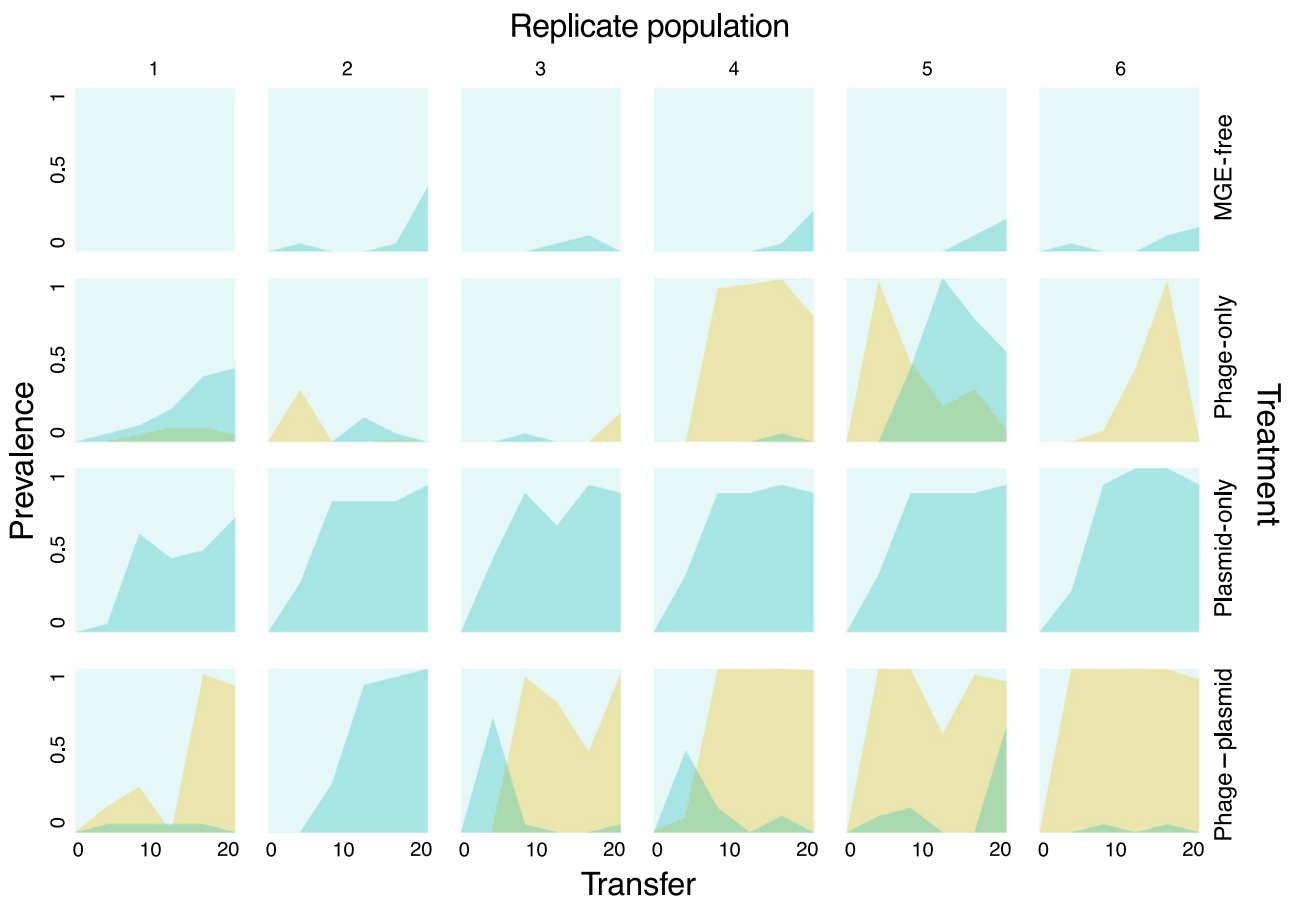 Replicate population
1 2 3 4 5 6
1
0.5
0
MGE-free
1
0.5
0
Phage-only
1
0.5
0
Plasmid-only
1
0.5
0
Phage–plasmid
Prevalence
Treatment
0 10 20 0 10 20 0 10 20 0 10 20 0 10 20 0 10 20
Transfer